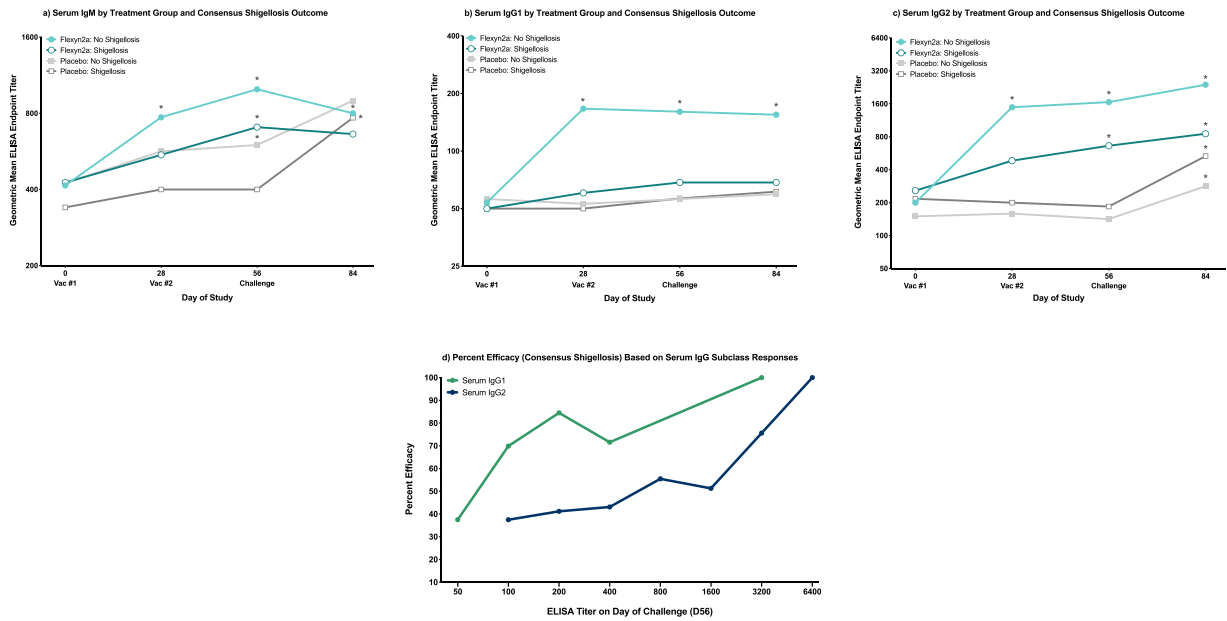 a) Serum IgM by Treatment Group and Consensus Shigellosis Outcome
Geometric Mean ELISA Endpoint Titer
1600
800
400
200
Flexyn2a: No Shigellosis
Flexyn2a: Shigellosis
Placebo: No Shigellosis
Placebo: Shigellosis
*
*
*
*
*
*
0 28 56 84
Vac #1 Vac #2 Challenge
Day of Study
b) Serum IgG1 by Treatment Group and Consensus Shigellosis Outcome
Geometric Mean ELISA Endpoint Titer
400
200
100
50
25
Flexyn2a: No Shigellosis
Flexyn2a: Shigellosis
Placebo: No Shigellosis
Placebo: Shigellosis
* * *
0 28 56 84
Vac #1 Vac #2 Challenge
Day of Study
c) Serum IgG2 by Treatment Group and Consensus Shigellosis Outcome
Geometric Mean ELISA Endpoint Titer
6400
3200
1600
800
400
200
100
50
Flexyn2a: No Shigellosis
Flexyn2a: Shigellosis
Placebo: No Shigellosis
Placebo: Shigellosis
*
*
*
*
*
*
*
0 28 56 84
Vac #1 Vac #2 Challenge
Day of Study
d) Percent Efficacy (Consensus Shigellosis) Based on Serum IgG Subclass Responses
Percent Efficacy
100
90
80
70
60
50
40
30
20
10
Serum IgG1
Serum IgG2
50 100 200 400 800 1600 3200 6400
ELISA Titer on Day of Challenge (D56)